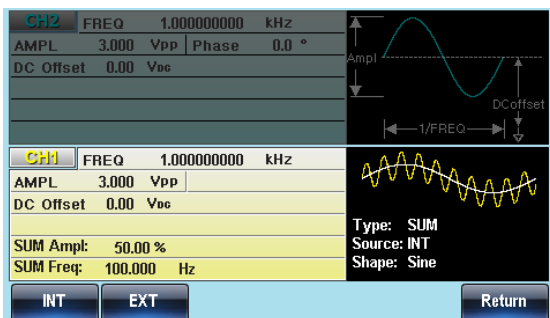 CH2 FREQ 1.000000000 kHz
AMPL 3.000 Vpp Phase 0.0 °
DC Offset 0.00 VDC
Ampl
DCoffset
1/FREQ
CH1 FREQ 1.000000000 kHz
AMPL 3.000 Vpp
DC Offset 0.00 VDC
SUM Ampl: 50.00 %
SUM Freq: 100.000 Hz
Type: SUM
Source: INT
Shape: Sine
INT EXT Return